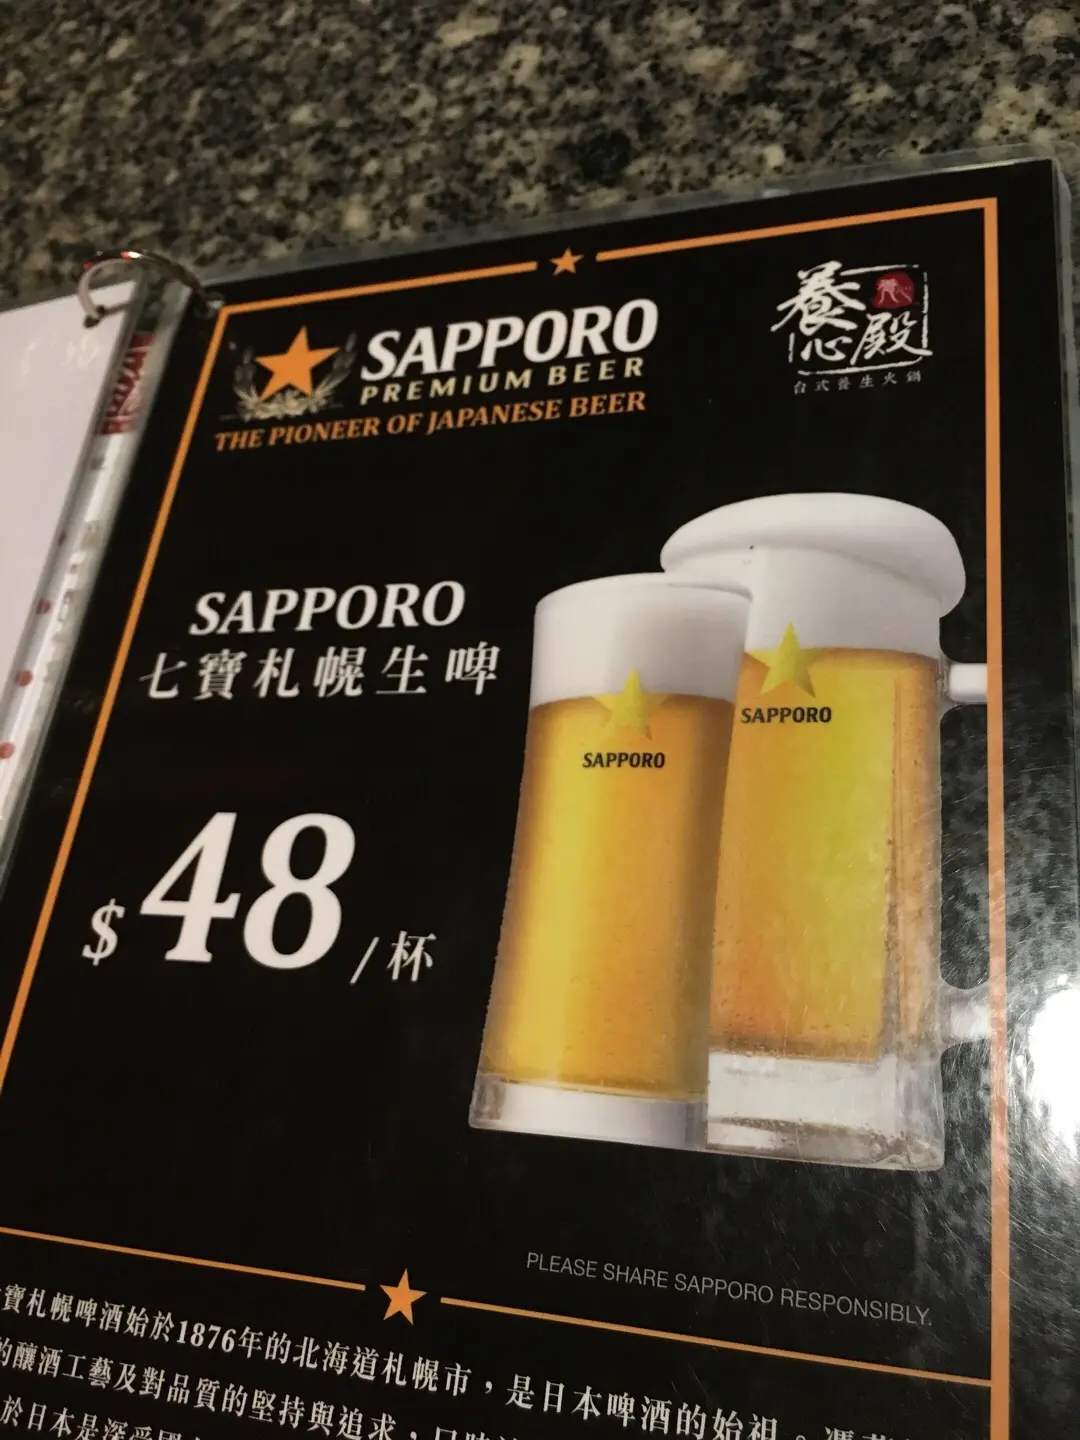 SAPPORO
PREMIUM BEER
THE PIONEER OF JAPANESE BEER
養心殿
台式養生火鍋
SAPPORO
七寶札幌生啤
$48/杯
SAPPORO
SAPPORO
PLEASE SHARE SAPPORO RESPONSIBLY.
寶札幌啤酒始於1876年的北海道札幌市，是日本啤酒的始祖。憑
的釀酒工藝及對品質的堅持與追求，
於日本是深受